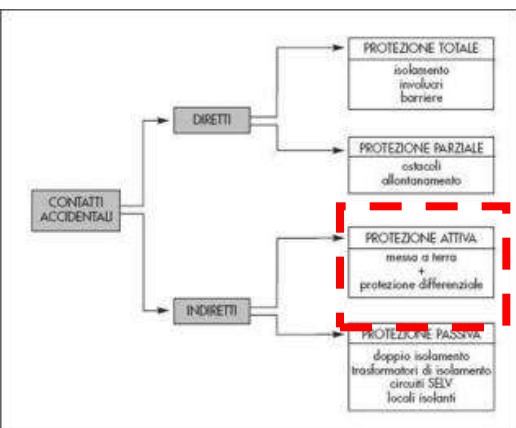 PROTEZIONE TOTALE
isolamento
involucri
barriere
DIRETTI
PROTEZIONE PARZIALE
ostacoli
allontanamento
CONTATTI
ACCIDENTALI
PROTEZIONE ATTIVA
messa a terra
+
protezione differenziale
INDIRETTI
PROTEZIONE PASSIVA
doppio isolamento
trasformatori di isolamento
circuiti SELV
locali isolanti